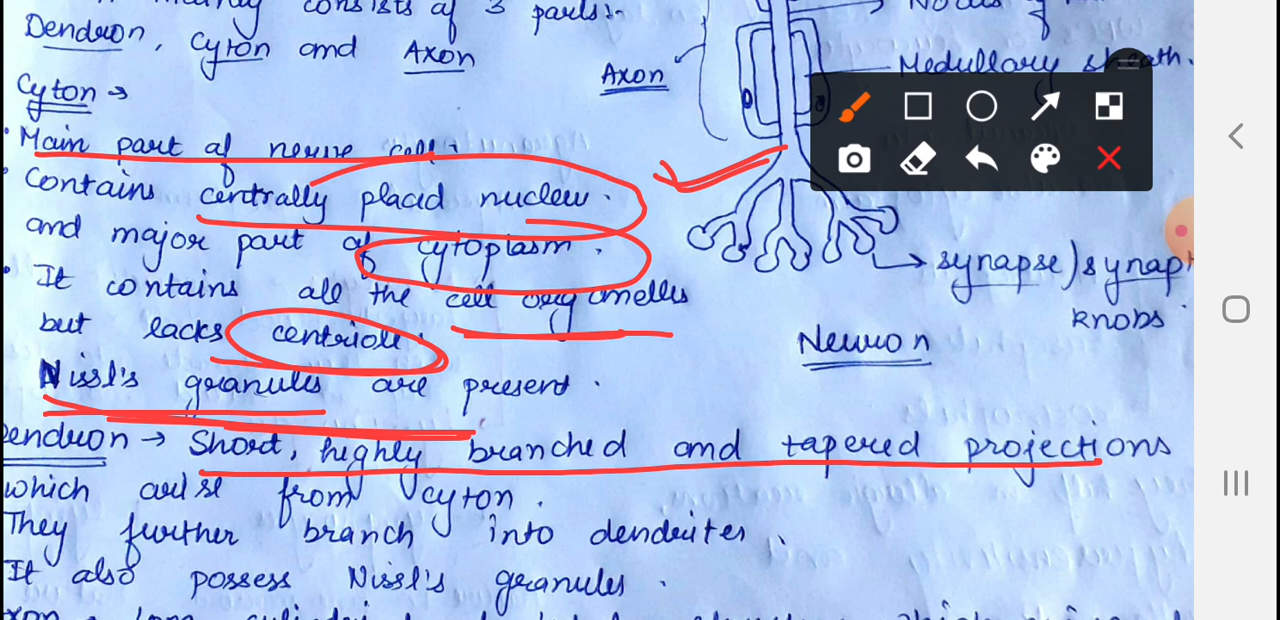 consists of 3 parts:-
Dendron, Cyton and Axon
Cyton →
• Main part of nerve cell.
• Contains centrally placed nucleus.
and major part of cytoplasm.
• It contains all the cell organelles
but lacks centriole.
Nissl's granules are present.
Dendron → Short, highly branched and tapered projections
which arise from cyton.
They further branch into dendrites.
It also possess Nissl's granules.
Axon
Medullary sheath.
synapse/synap
knobs
Neuron